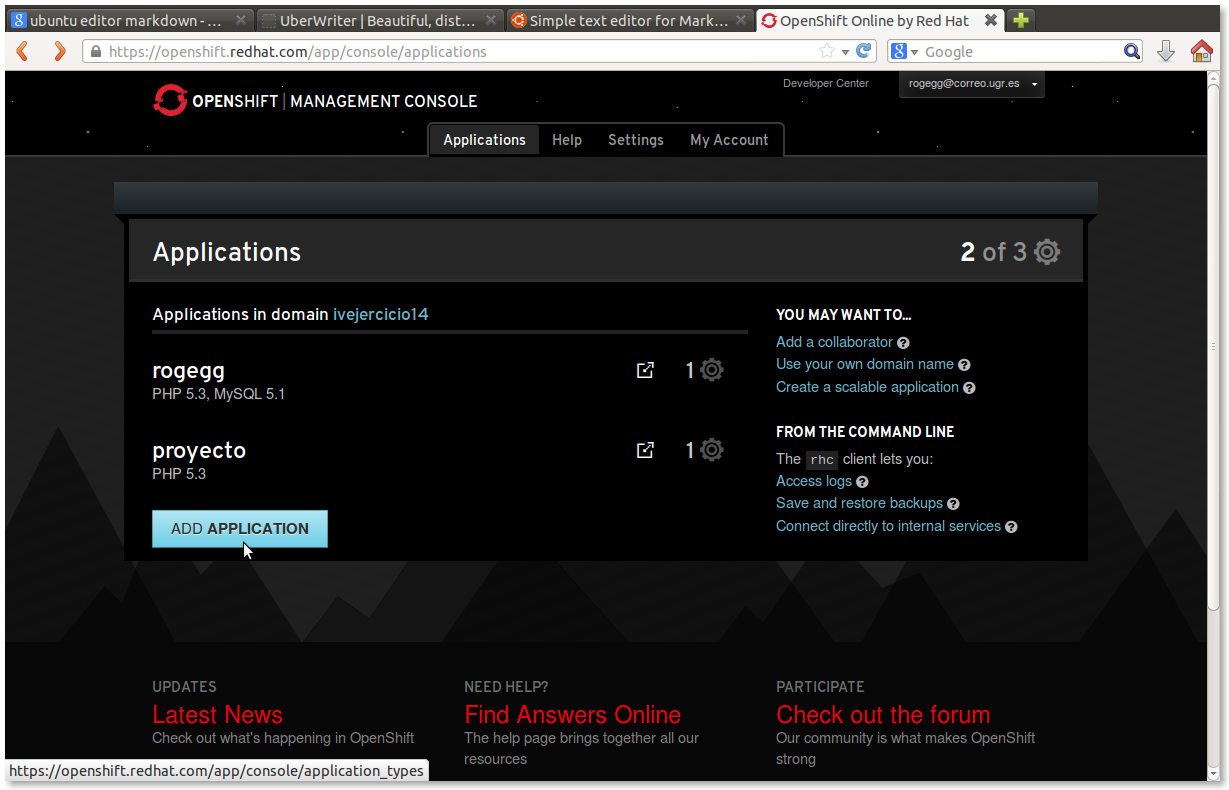 ubuntu editor markdown - ...
UberWriter | Beautiful, dist...
Simple text editor for Mark...
OpenShift Online by Red Hat
https://openshift.redhat.com/app/console/applications
Google
OPENSHIFT | MANAGEMENT CONSOLE
Developer Center
rogegg@correo.ugr.es
Applications
Help
Settings
My Account
Applications
2 of 3
Applications in domain ivejercicio14
rogegg
1
PHP 5.3, MySQL 5.1
proyecto
1
PHP 5.3
ADD APPLICATION
YOU MAY WANT TO...
Add a collaborator ?
Use your own domain name ?
Create a scalable application ?
FROM THE COMMAND LINE
The rhc client lets you:
Access logs ?
Save and restore backups ?
Connect directly to internal services ?
UPDATES
Latest News
Check out what's happening in OpenShift
NEED HELP?
Find Answers Online
The help page brings together all our
resources
PARTICIPATE
Check out the forum
Our community is what makes OpenShift
strong
https://openshift.redhat.com/app/console/application_types